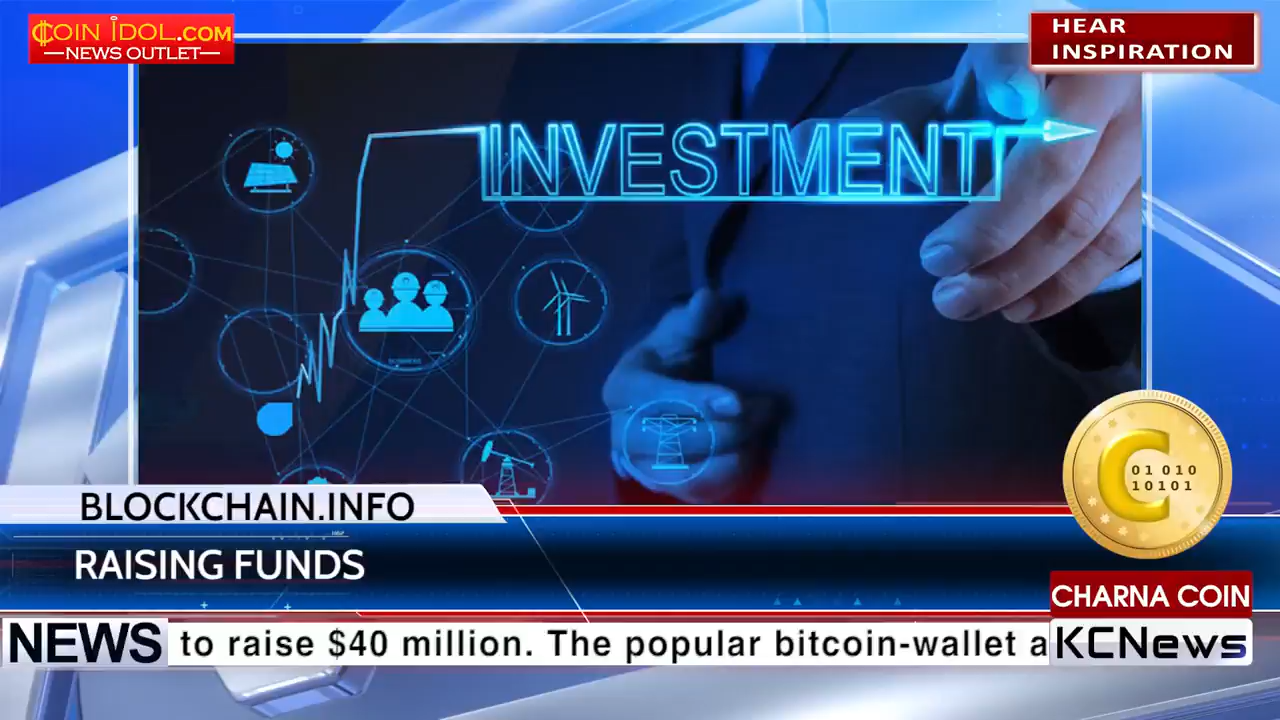 COIN IDOL.COM
NEWS OUTLET
HEAR
INSPIRATION
INVESTMENT
C
01 010
10101
BLOCKCHAIN.INFO
RAISING FUNDS
CHARNA COIN
NEWS
to raise $40 million. The popular bitcoin-wallet a
KCNews